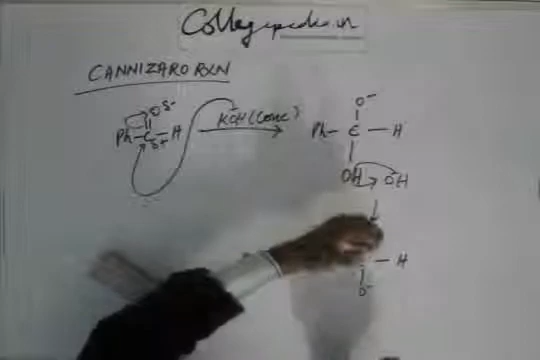 Collegepedia.in
CANNIZARO RXN
O δ-
Ph-C-H
δ+
KOH (conc)
O-
Ph-C-H
OH
OH
-H
O-